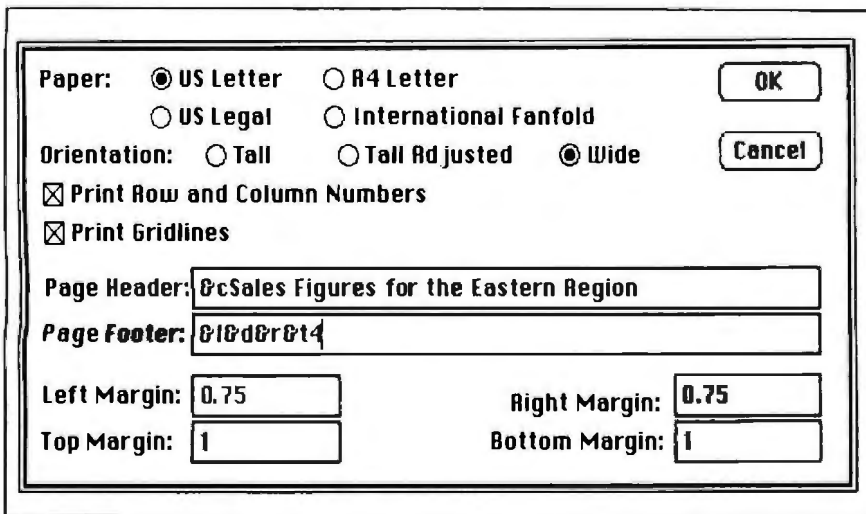 Paper: US Letter A4 Letter OK
US Legal International Fanfold
Orientation: Tall Tall Adjusted Wide Cancel
Print Row and Column Numbers
Print Gridlines
Page Header: &cSales Figures for the Eastern Region
Page Footer: &l&d&r&t4
Left Margin: 0.75 Right Margin: 0.75
Top Margin: 1 Bottom Margin: 1